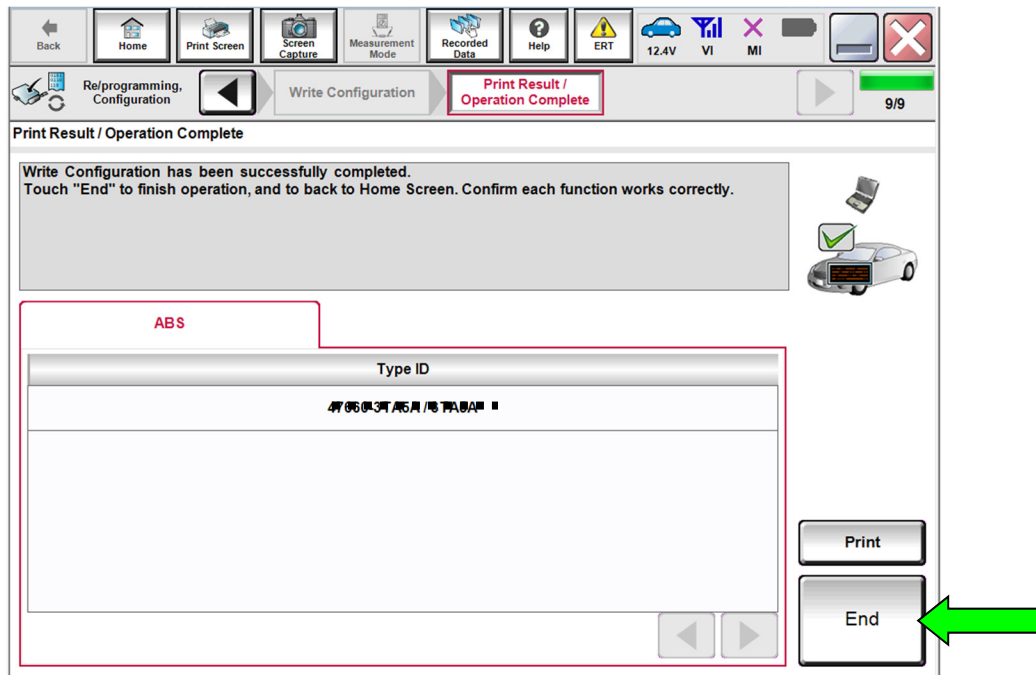 Back
Home
Print Screen
Screen
Capture
Measurement
Mode
Recorded
Data
Help
ERT
12.4V
VI
MI
Re/programming,
Configuration
Write Configuration
Print Result /
Operation Complete
9/9
Print Result / Operation Complete
Write Configuration has been successfully completed.
Touch "End" to finish operation, and to back to Home Screen. Confirm each function works correctly.
ABS
Type ID
Print
End